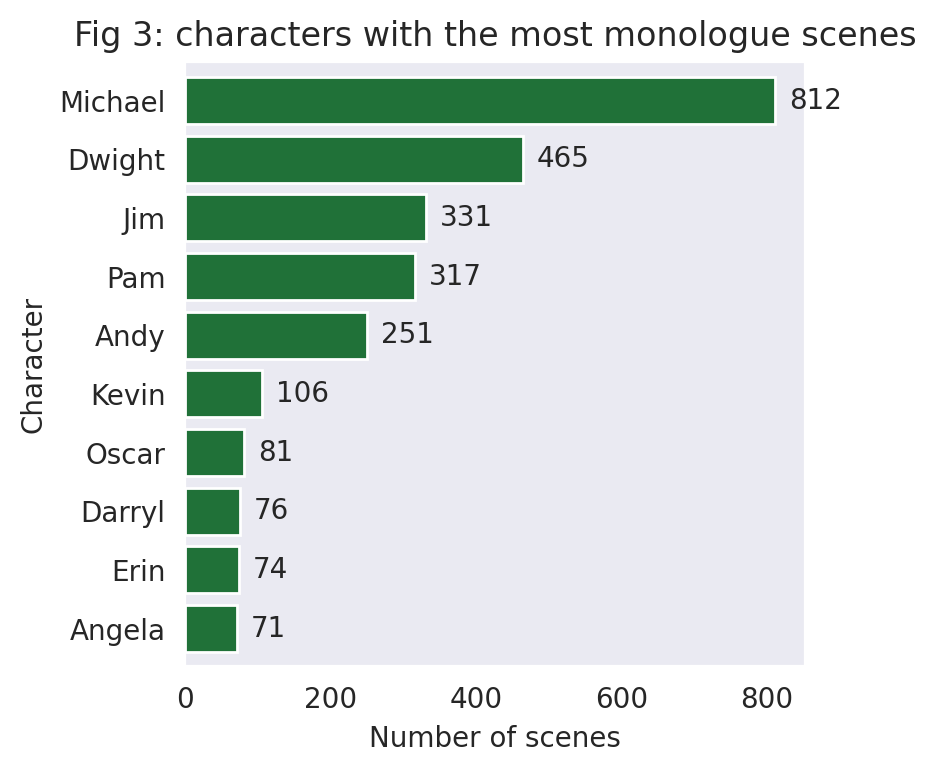 Fig 3: characters with the most monologue scenes
Michael 812
Dwight 465
Jim 331
Pam 317
Andy 251
Kevin 106
Oscar 81
Darryl 76
Erin 74
Angela 71
Character
0 200 400 600 800
Number of scenes